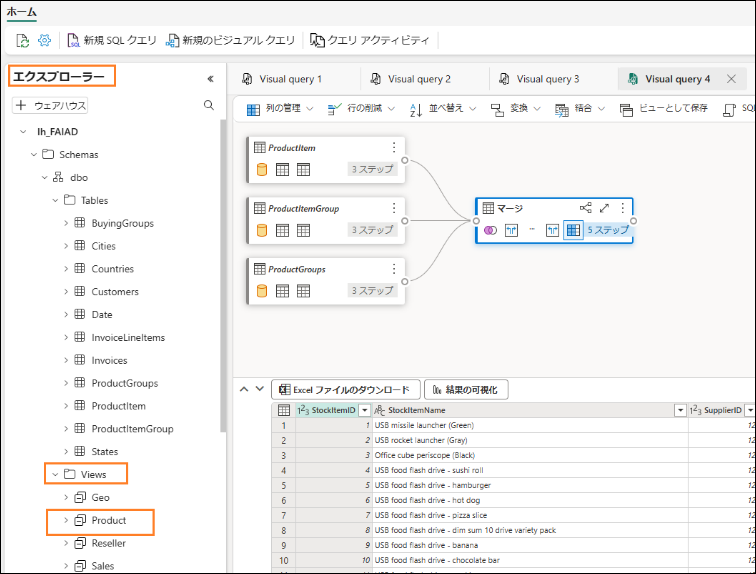 ホーム
新規 SQL クエリ 新規のビジュアル クエリ クエリ アクティビティ
エクスプローラー
ウェアハウス
lh_FAIAD
Schemas
dbo
Tables
BuyingGroups
Cities
Countries
Customers
Date
InvoiceLineItems
Invoices
ProductGroups
ProductItem
ProductItemGroup
States
Views
Geo
Product
Reseller
Sales
Visual query 1 Visual query 2 Visual query 3 Visual query 4
列の管理 行の削減 並べ替え 変換 結合 ビューとして保存
ProductItem
3 ステップ
ProductItemGroup
3 ステップ
ProductGroups
3 ステップ
マージ
5 ステップ
Excel ファイルのダウンロード 結果の可視化
StockItemID StockItemName SupplierID
1 1 USB missile launcher (Green) 12
2 2 USB rocket launcher (Gray) 12
3 3 Office cube periscope (Black) 12
4 4 USB food flash drive - sushi roll 12
5 5 USB food flash drive - hamburger 12
6 6 USB food flash drive - hot dog 12
7 7 USB food flash drive - pizza slice 12
8 8 USB food flash drive - dim sum 10 drive variety pack 12
9 9 USB food flash drive - banana 12
10 10 USB food flash drive - chocolate bar 12